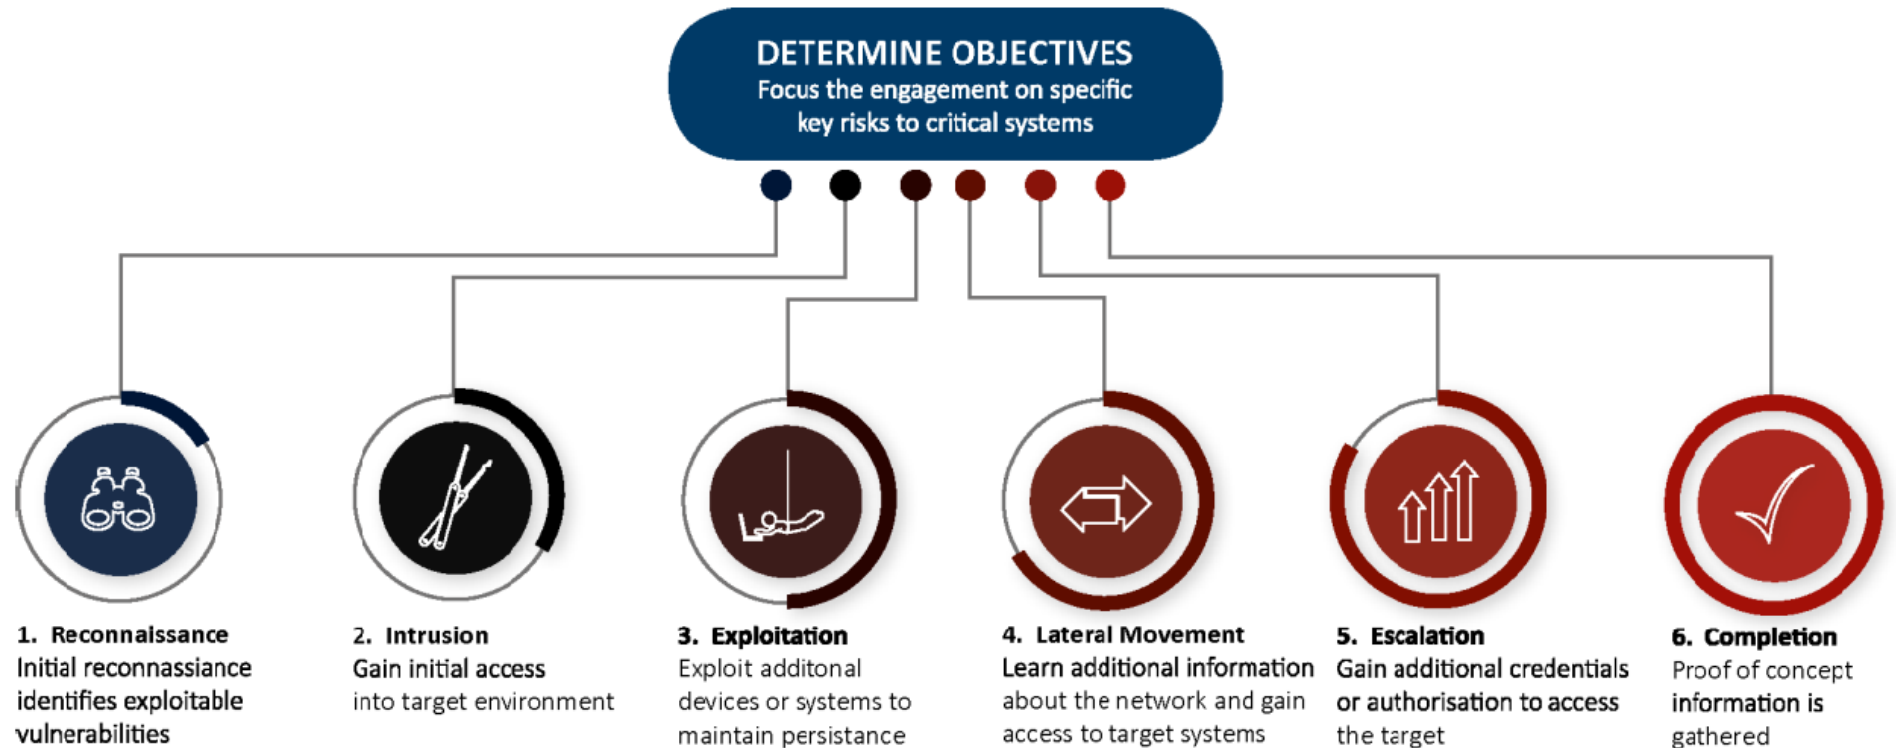 DETERMINE OBJECTIVES
Focus the engagement on specific
key risks to critical systems
1. Reconnaissance
Initial reconnassiance
identifies exploitable
vulnerabilities
2. Intrusion
Gain initial access
into target environment
3. Exploitation
Exploit additonal
devices or systems to
maintain persistance
4. Lateral Movement
Learn additional information
about the network and gain
access to target systems
5. Escalation
Gain additional credentials
or authorisation to access
the target
6. Completion
Proof of concept
information is
gathered